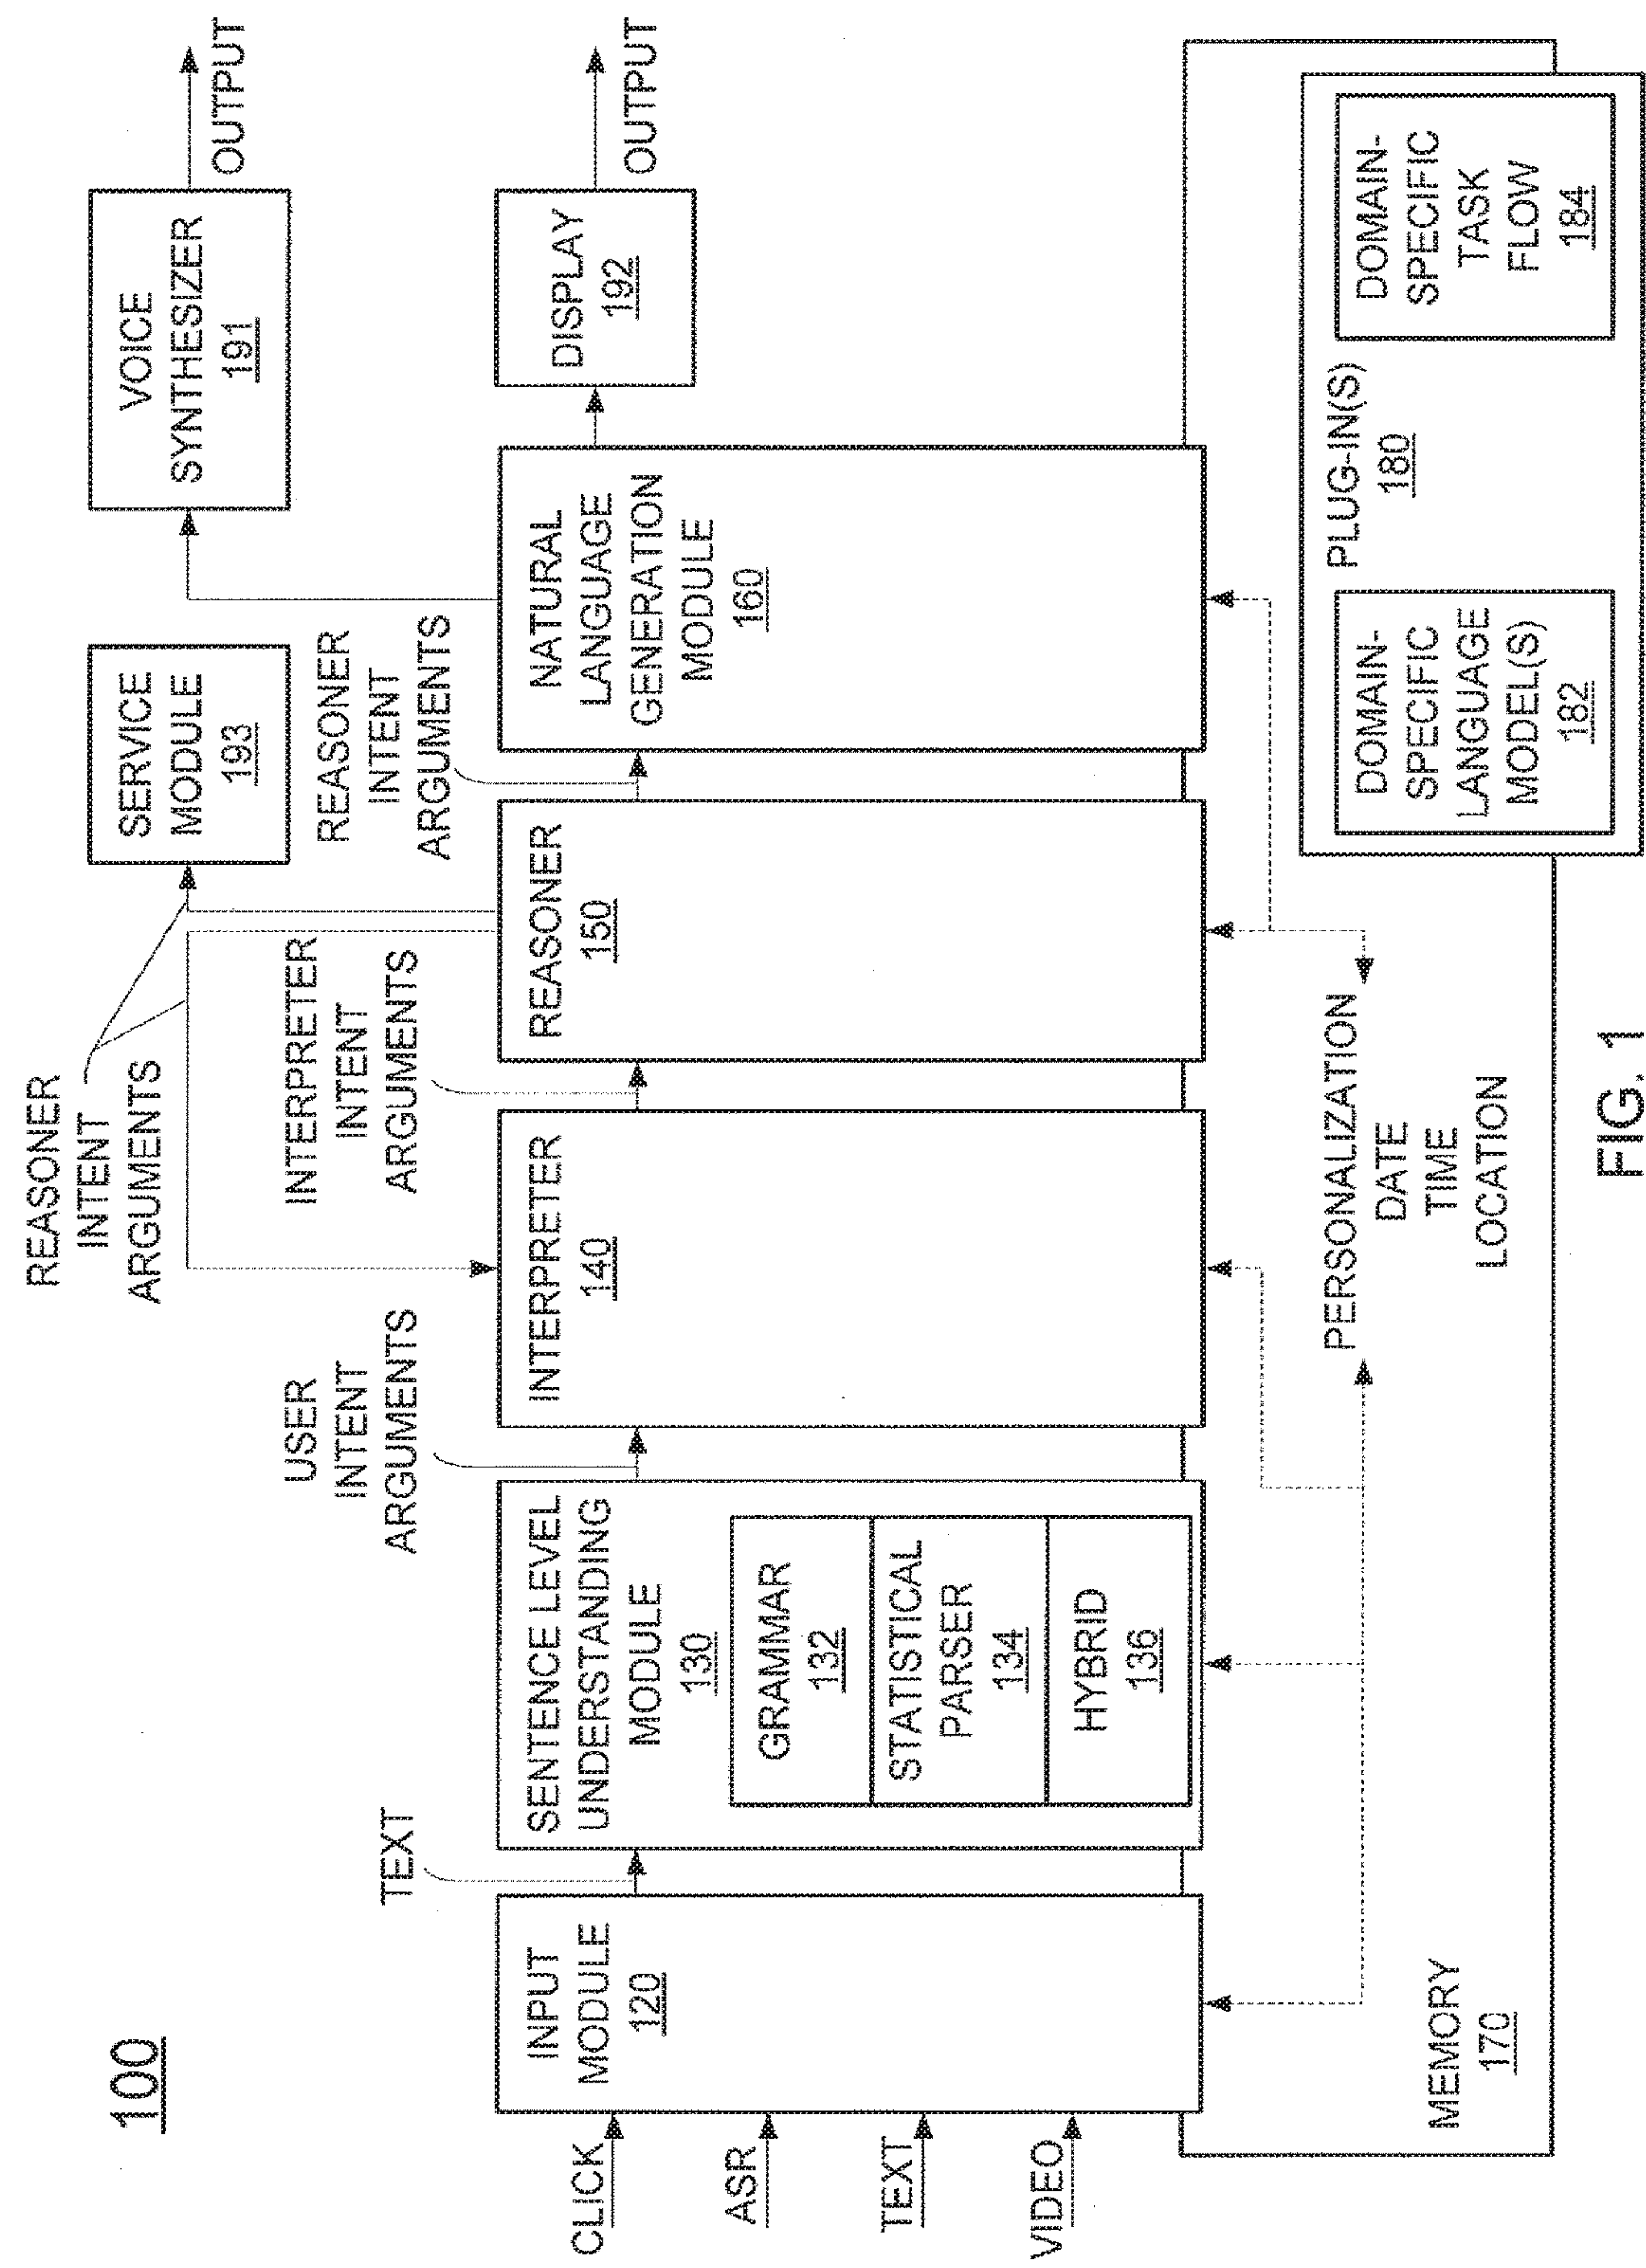 100
REASONER
INTENT
ARGUMENTS
SERVICE
MODULE
193
VOICE
SYNTHESIZER
191
OUTPUT
TEXT
USER
INTENT
ARGUMENTS
INTERPRETER
INTENT
ARGUMENTS
REASONER
INTENT
ARGUMENTS
CLICK
ASR
TEXT
VIDEO
INPUT
MODULE
120
SENTENCE LEVEL
UNDERSTANDING
MODULE
130
GRAMMAR
132
STATISTICAL
PARSER
134
HYBRID
136
INTERPRETER
140
REASONER
150
NATURAL
LANGUAGE
GENERATION
MODULE
160
DISPLAY
192
OUTPUT
MEMORY
170
PERSONALIZATION
DATE
TIME
LOCATION
PLUG-IN(S)
180
DOMAIN-
SPECIFIC
LANGUAGE
MODEL(S)
182
DOMAIN-
SPECIFIC
TASK
FLOW
184
FIG. 1